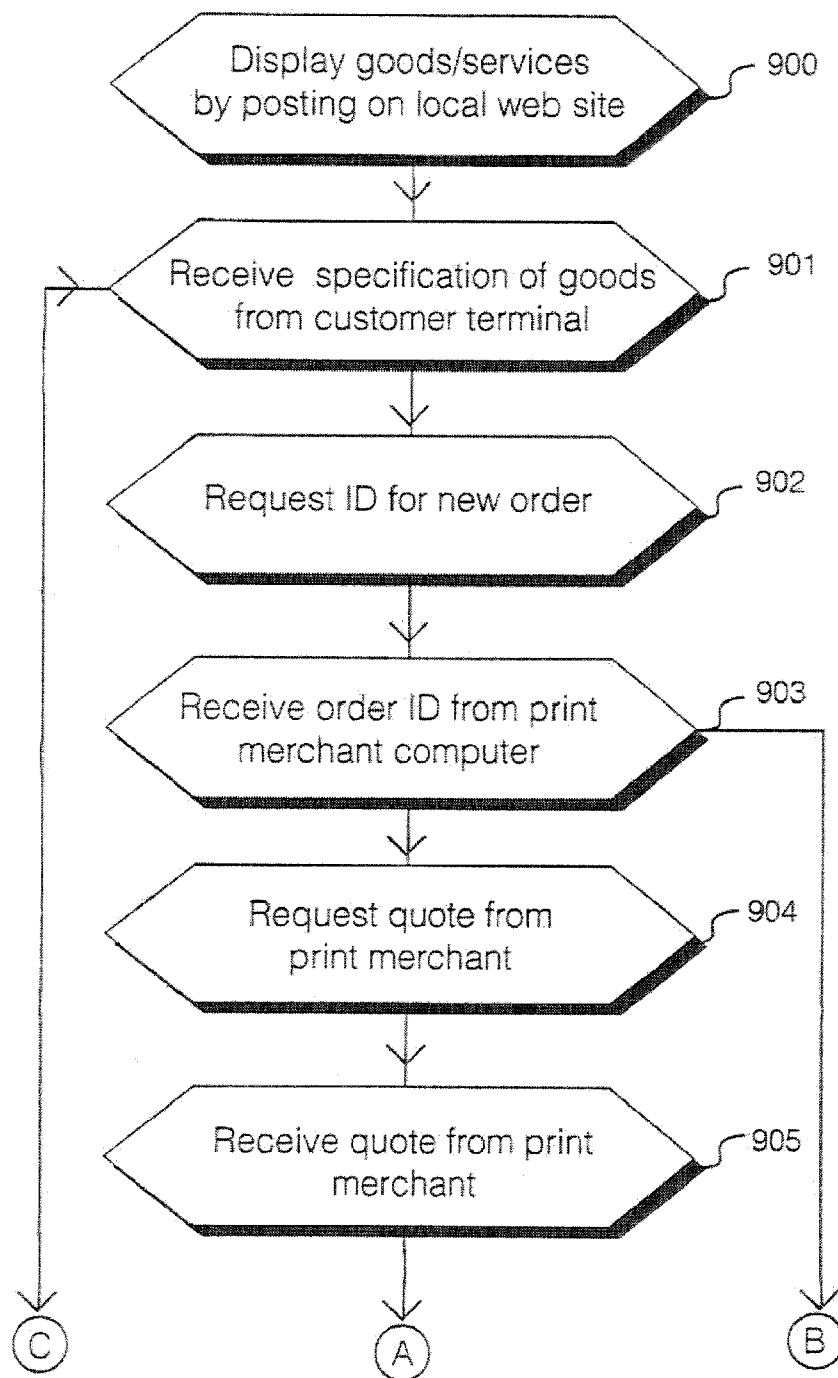 Display goods/services
by posting on local web site
900
Receive specification of goods
from customer terminal
901
Request ID for new order
902
Receive order ID from print
merchant computer
903
Request quote from
print merchant
904
Receive quote from print
merchant
905
C
A
B